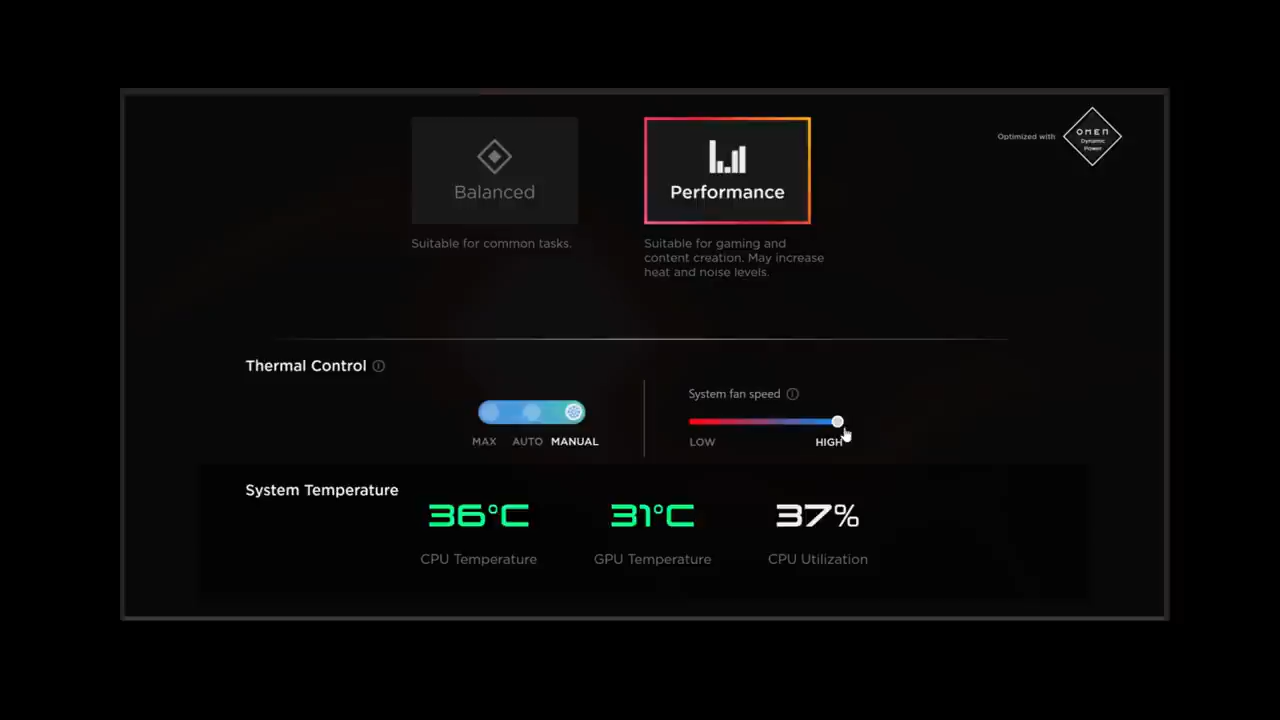 Optimized with
OMEN
Dynamic
Power
Balanced
Performance
Suitable for common tasks.
Suitable for gaming and
content creation. May increase
heat and noise levels.
Thermal Control
System fan speed
MAX AUTO MANUAL
LOW HIGH
System Temperature
36°C 31°C 37%
CPU Temperature GPU Temperature CPU Utilization